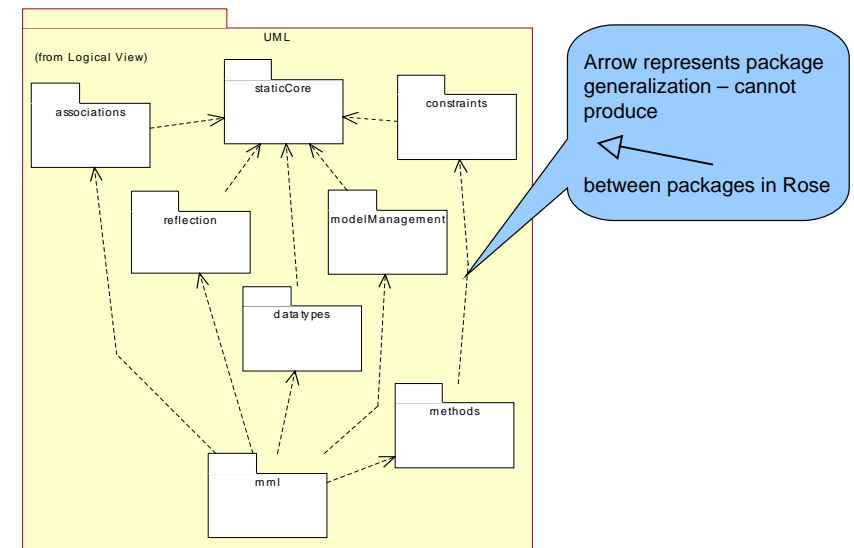 UML
(from Logical View)
staticCore
associations
constraints
reflection
modelManagement
datatypes
methods
mml
Arrow represents package
generalization – cannot
produce
between packages in Rose